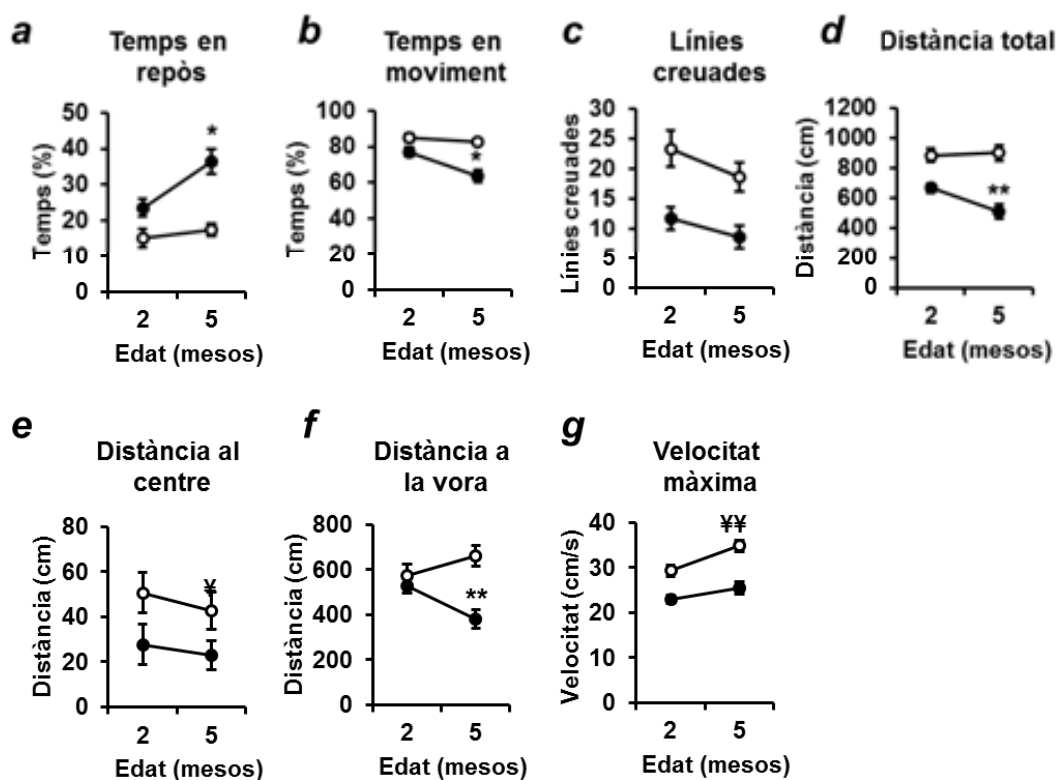 a
Temps en
repòs
Temps (%)
50
40
30
20
10
0
*
2
5
Edat (mesos)
b
Temps en
moviment
Temps (%)
100
80
60
40
20
0
*
2
5
Edat (mesos)
c
Línies
creuades
Línies creuades
30
25
20
15
10
5
0
2
5
Edat (mesos)
d
Distància total
Distància (cm)
1200
1000
800
600
400
200
0
**
2
5
Edat (mesos)
e
Distància al
centre
Distància (cm)
80
60
40
20
0
¥
2
5
Edat (mesos)
f
Distància a
la vora
Distància (cm)
800
600
400
200
0
**
2
5
Edat (mesos)
g
Velocitat
màxima
Velocitat (cm/s)
40
30
20
10
0
¥¥
2
5
Edat (mesos)